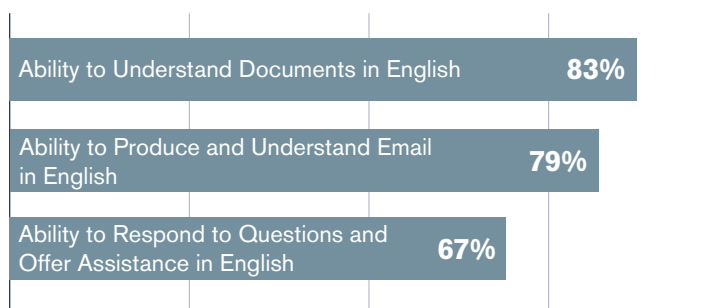 Ability to Understand Documents in English 83%
Ability to Produce and Understand Email
in English
79%
Ability to Respond to Questions and
Offer Assistance in English
67%